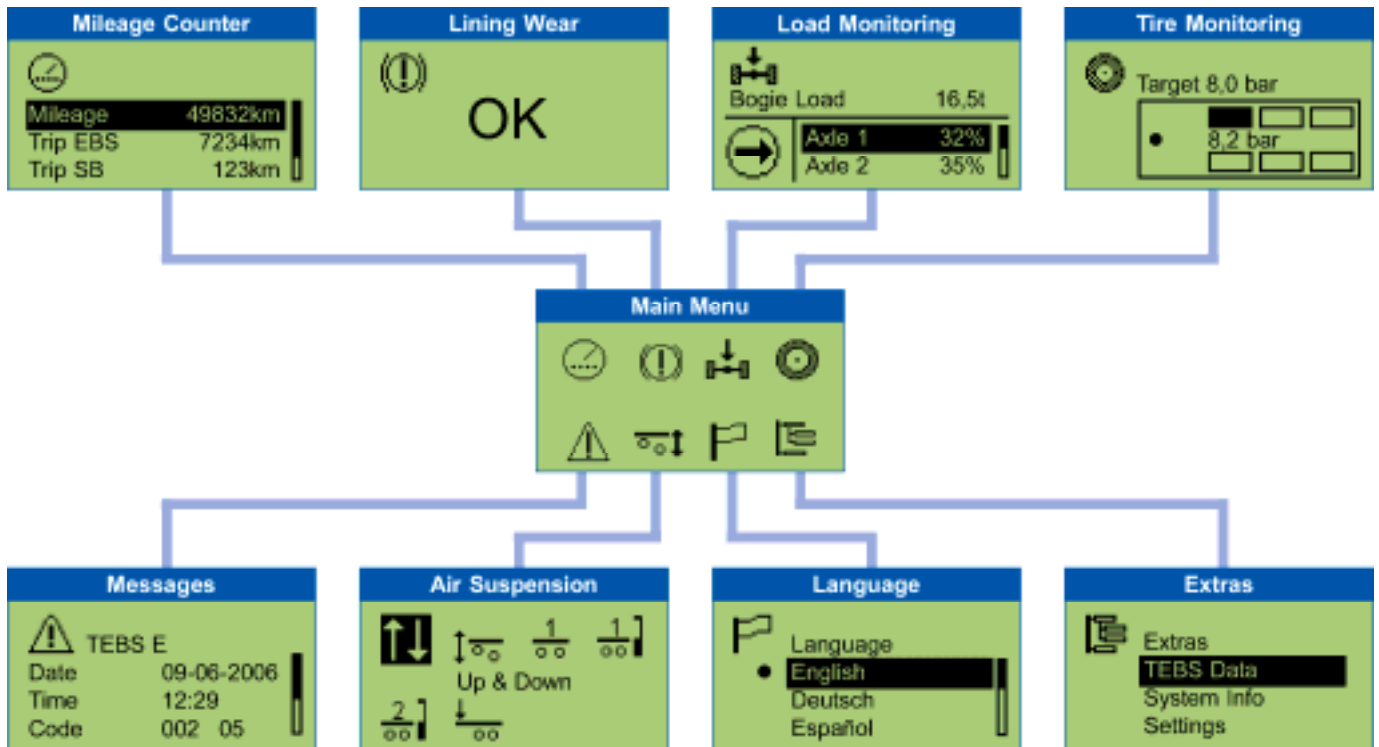 Mileage Counter
Mileage 49832km
Trip EBS 7234km
Trip SB 123km
Lining Wear
OK
Load Monitoring
Bogie Load 16,5t
Axle 1 32%
Axle 2 35%
Tire Monitoring
Target 8,0 bar
8,2 bar
Main Menu
Messages
TEBS E
Date 09-06-2006
Time 12:29
Code 002 05
Air Suspension
1 1
Up & Down
2
Language
Language
English
Deutsch
Español
Extras
Extras
TEBS Data
System Info
Settings